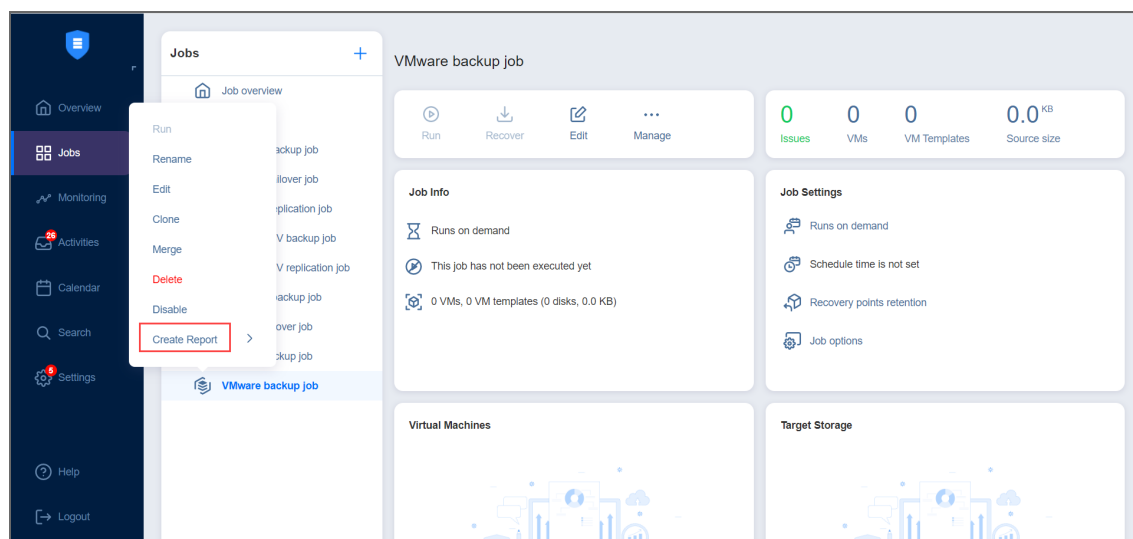 Overview
Jobs
Monitoring
26
Activities
Calendar
Search
5
Settings
Help
Logout
Jobs
Job overview
ackup job
ilover job
plication job
V backup job
V replication job
ackup job
over job
ckup job
VMware backup job
Run
Rename
Edit
Clone
Merge
Delete
Disable
Create Report
VMware backup job
Run Recover Edit Manage
0 0 0 0.0 KB
Issues VMs VM Templates Source size
Job Info
Runs on demand
This job has not been executed yet
0 VMs, 0 VM templates (0 disks, 0.0 KB)
Job Settings
Runs on demand
Schedule time is not set
Recovery points retention
Job options
Virtual Machines
Target Storage